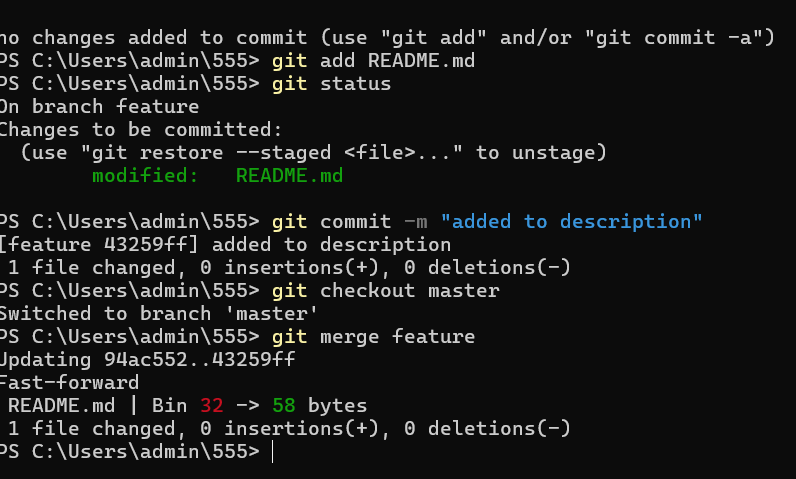 no changes added to commit (use "git add" and/or "git commit -a")
PS C:\Users\admin\555> git add README.md
PS C:\Users\admin\555> git status
On branch feature
Changes to be committed:
  (use "git restore --staged <file>..." to unstage)
        modified:   README.md

PS C:\Users\admin\555> git commit -m "added to description"
[feature 43259ff] added to description
 1 file changed, 0 insertions(+), 0 deletions(-)
PS C:\Users\admin\555> git checkout master
Switched to branch 'master'
PS C:\Users\admin\555> git merge feature
Updating 94ac552..43259ff
Fast-forward
 README.md | Bin 32 -> 58 bytes
 1 file changed, 0 insertions(+), 0 deletions(-)
PS C:\Users\admin\555>